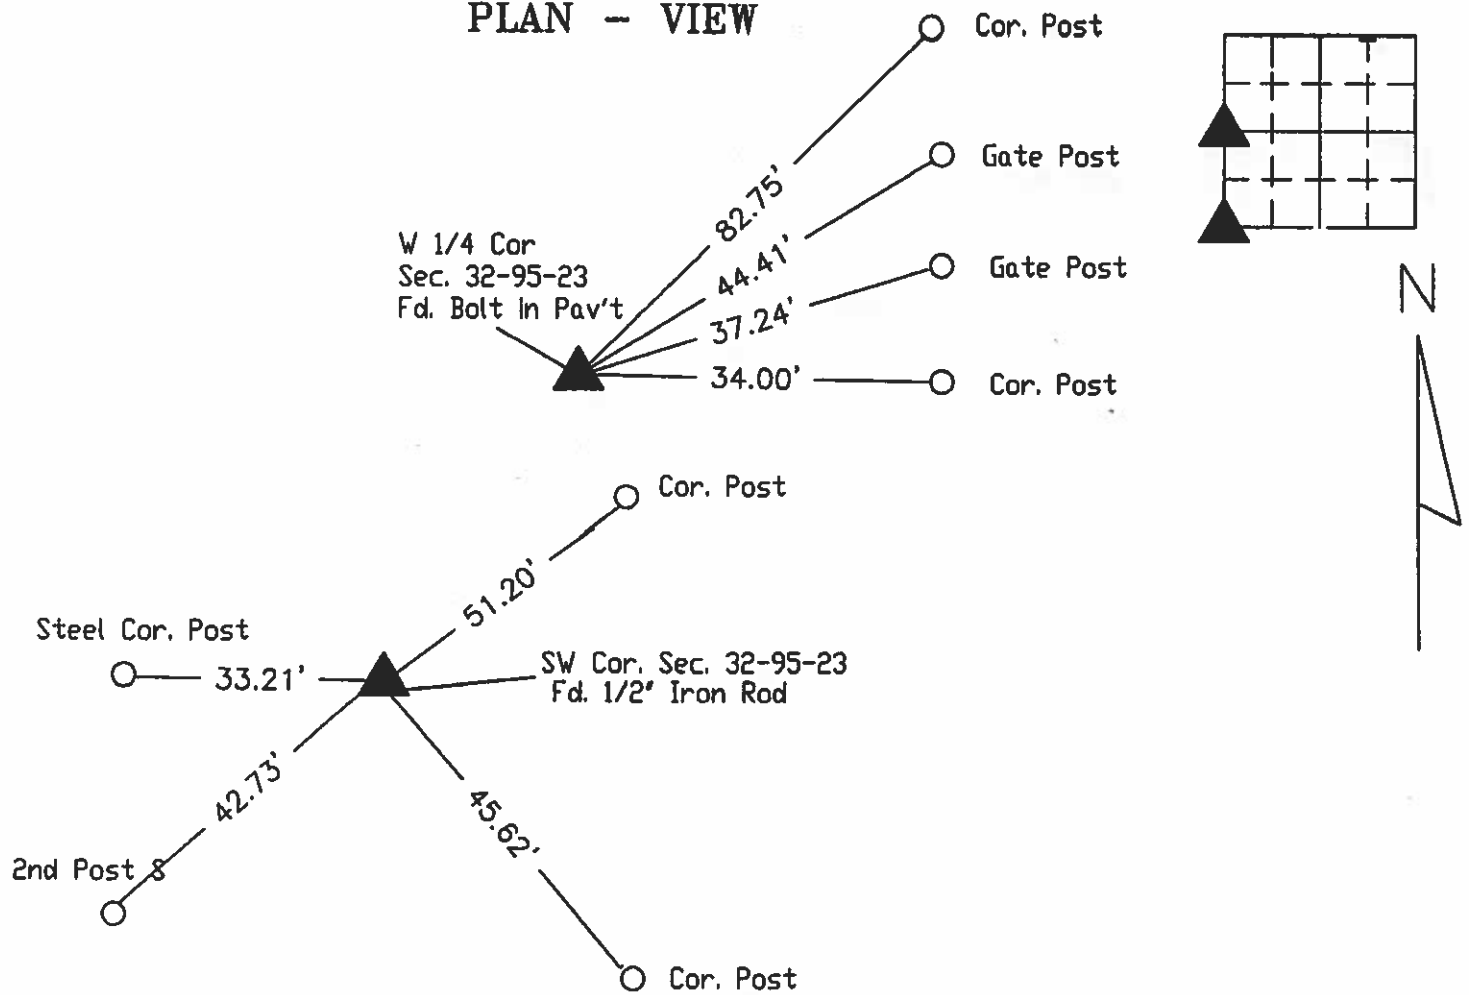 PLAN - VIEW
Cor. Post
Gate Post
82.75'
W 1/4 Cor
Sec. 32-95-23
Fd. Bolt In Pav't
44.41'
Gate Post
37.24'
34.00'
Cor. Post
N
Cor. Post
51.20'
Steel Cor. Post
33.21'
SW Cor. Sec. 32-95-23
Fd. 1/2" Iron Rod
42.73'
45.62'
2nd Post S
Cor. Post